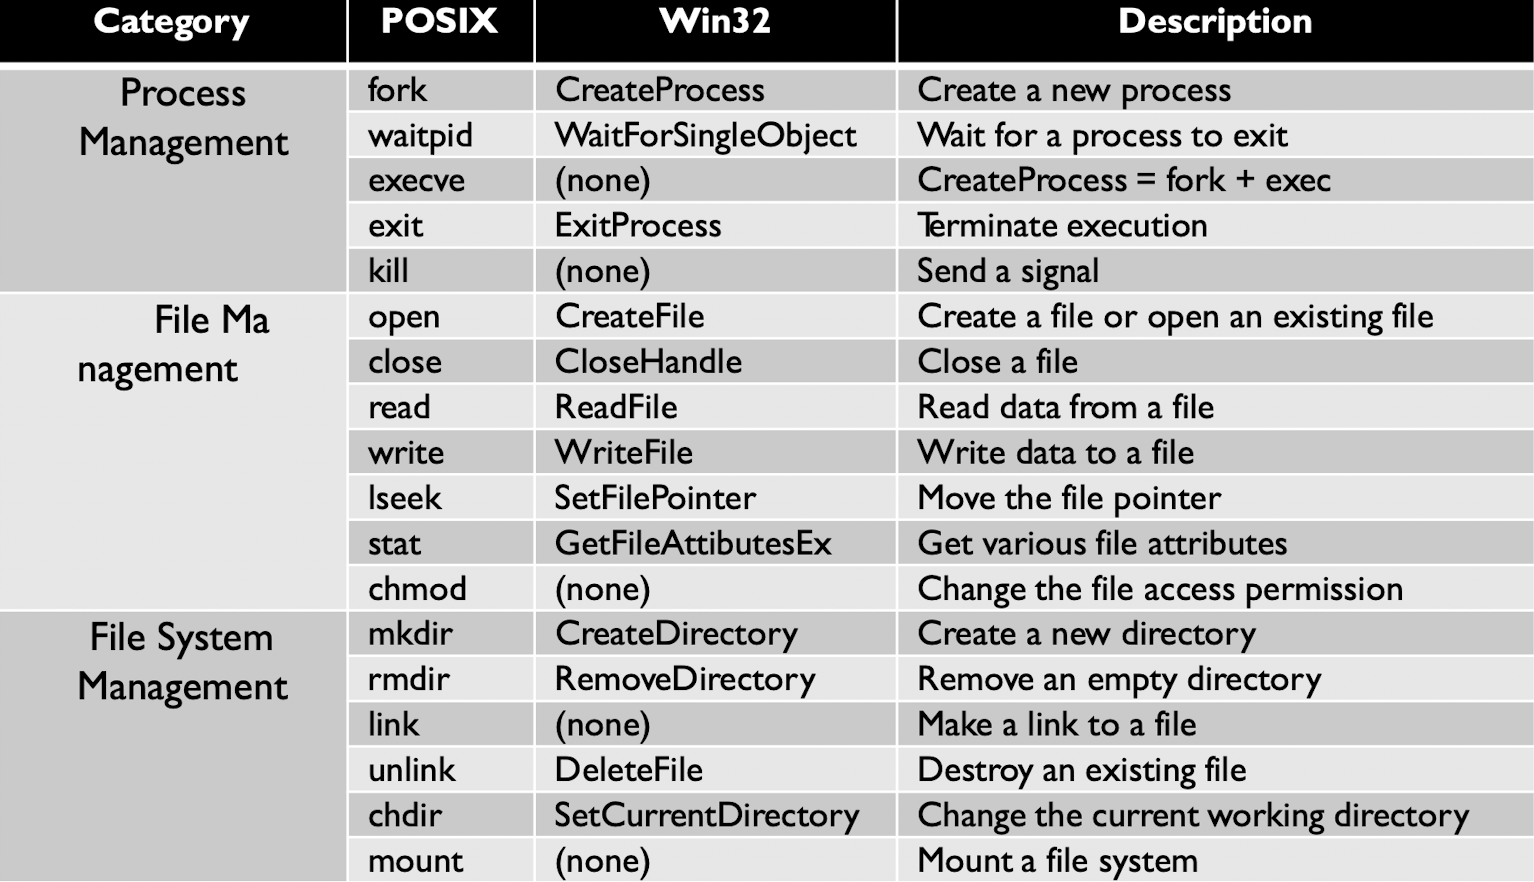 Category POSIX Win32 Description
Process fork CreateProcess Create a new process
Management waitpid WaitForSingleObject Wait for a process to exit
execve (none) CreateProcess = fork + exec
exit ExitProcess Terminate execution
kill (none) Send a signal
File Ma open CreateFile Create a file or open an existing file
nagement close CloseHandle Close a file
read ReadFile Read data from a file
write WriteFile Write data to a file
lseek SetFilePointer Move the file pointer
stat GetFileAttibutesEx Get various file attributes
chmod (none) Change the file access permission
File System mkdir CreateDirectory Create a new directory
Management rmdir RemoveDirectory Remove an empty directory
link (none) Make a link to a file
unlink DeleteFile Destroy an existing file
chdir SetCurrentDirectory Change the current working directory
mount (none) Mount a file system